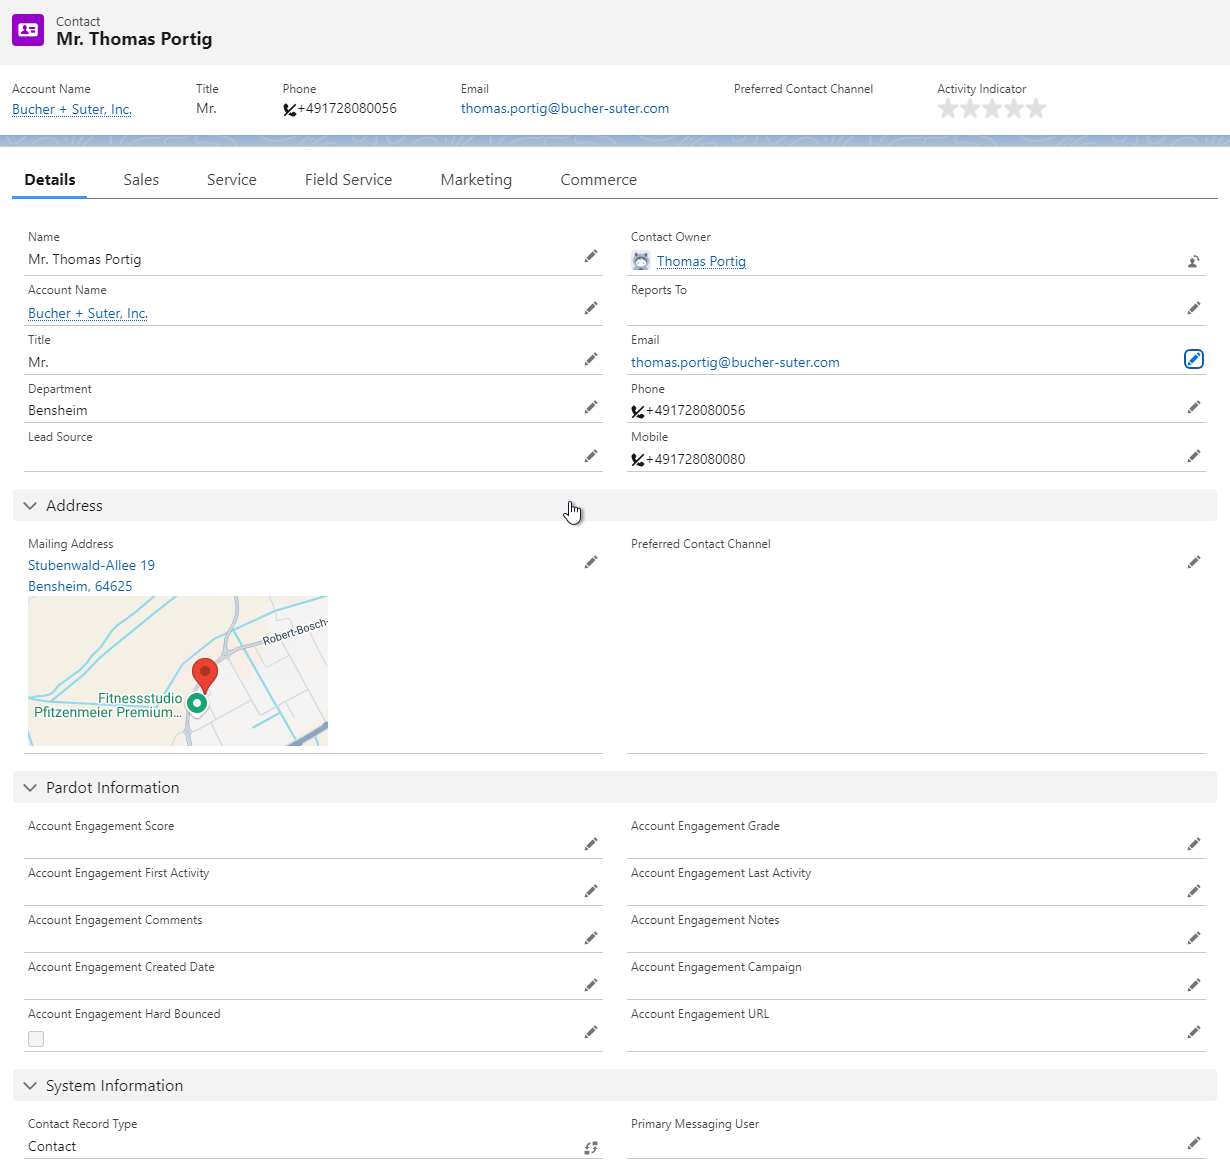 Contact
Mr. Thomas Portig
Account Name
Bucher + Suter, Inc.
Title
Mr.
Phone
+491728080056
Email
thomas.portig@bucher-suter.com
Preferred Contact Channel
Activity Indicator
Details
Sales
Service
Field Service
Marketing
Commerce
Name
Mr. Thomas Portig
Contact Owner
Thomas Portig
Account Name
Bucher + Suter, Inc.
Reports To
Title
Mr.
Email
thomas.portig@bucher-suter.com
Department
Bensheim
Phone
+491728080056
Lead Source
Mobile
+491728080080
Address
Mailing Address
Stubenwald-Allee 19
Bensheim, 64625
Preferred Contact Channel
Robert-Bosch-
Fitnessstudio
Pfitzenmeier Premium...
Pardot Information
Account Engagement Score
Account Engagement Grade
Account Engagement First Activity
Account Engagement Last Activity
Account Engagement Comments
Account Engagement Notes
Account Engagement Created Date
Account Engagement Campaign
Account Engagement Hard Bounced
Account Engagement URL
System Information
Contact Record Type
Contact
Primary Messaging User